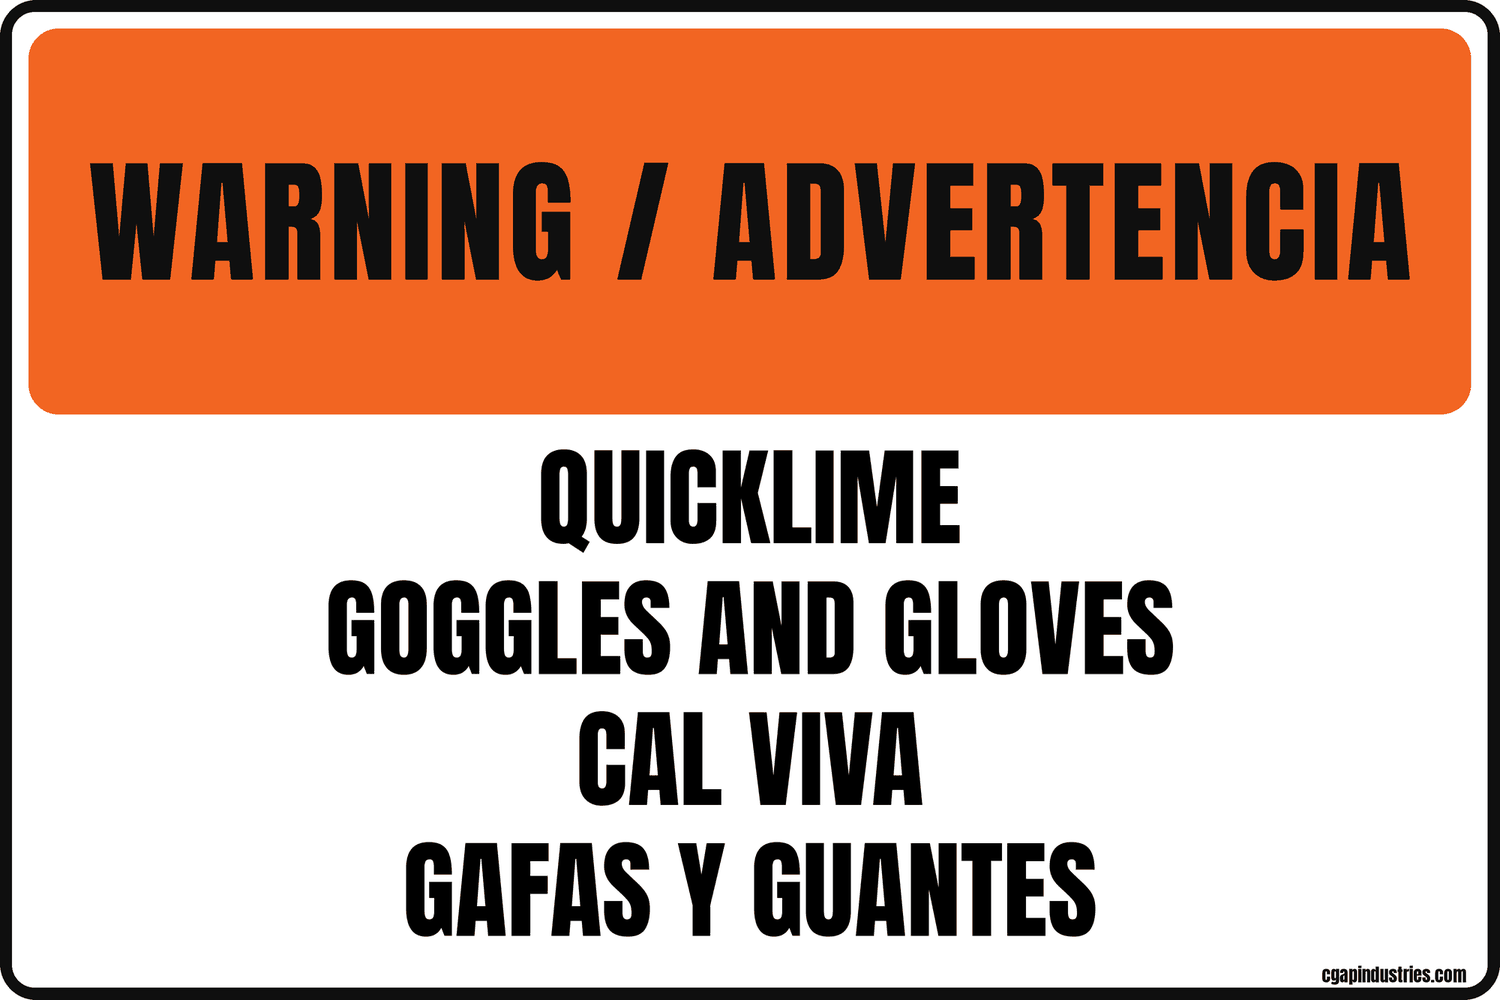 WARNING / ADVERTENCIA
QUICKLIME
GOGGLES AND GLOVES
CAL VIVA
GAFAS Y GUANTES
cgapindustries.com